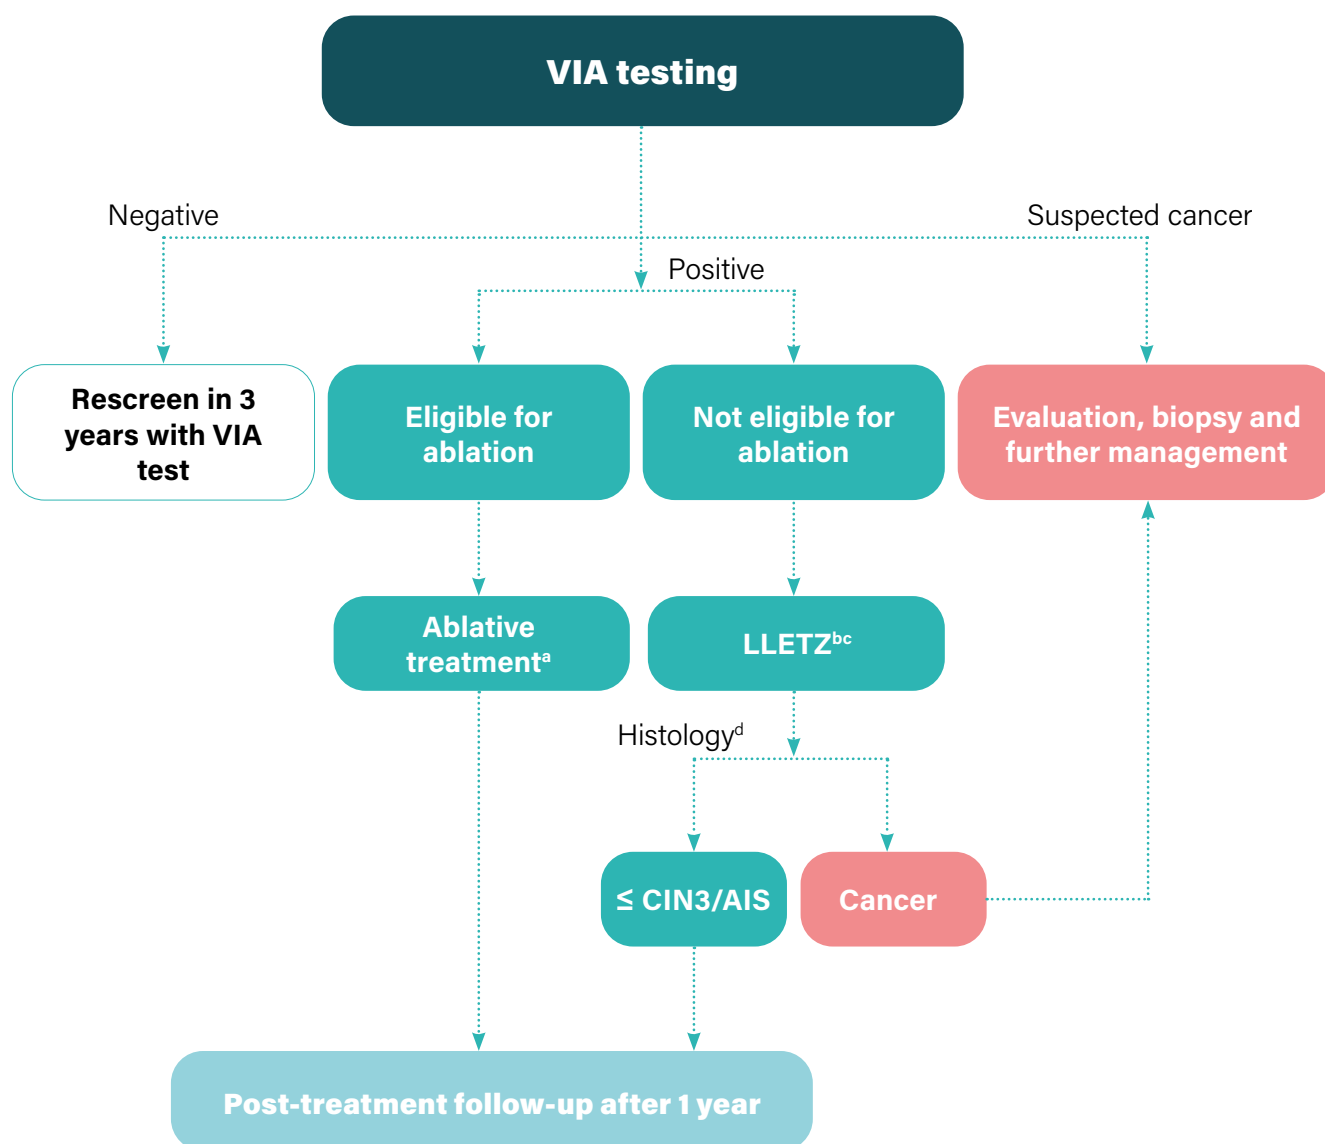 VIA testing
Negative
Suspected cancer
Positive
Rescreen in 3
years with VIA
test
Eligible for
ablation
Not eligible for
ablation
Evaluation, biopsy and
further management
Ablative
treatmentᵃ
LLETZᵇᶜ
Histologyᵈ
≤ CIN3/AIS
Cancer
Post-treatment follow-up after 1 year